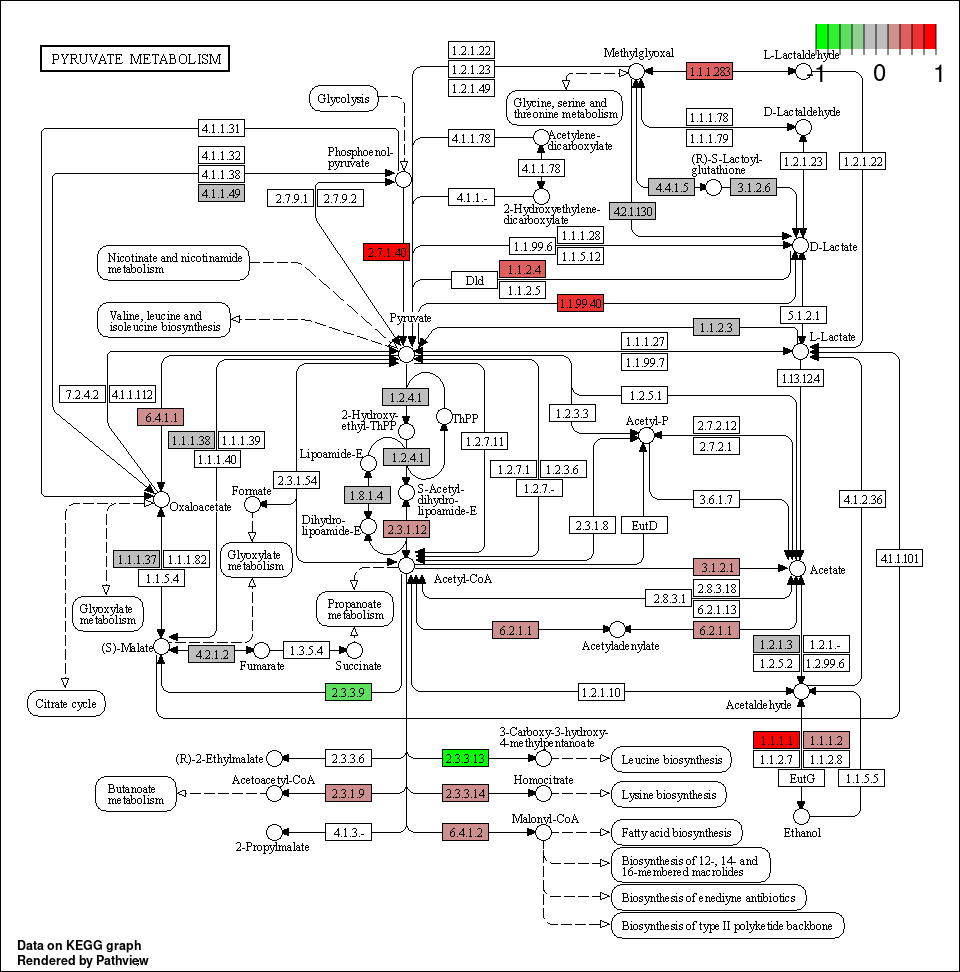 PYRUVATE METABOLISM
-1 0 1
1.2.1.22
1.2.1.23
1.2.1.49
Methylglyoxal
1.1.1.283
L-Lactaldehyde
Glycolysis
Glycine, serine and
threonine metabolism
1.1.1.78
1.1.1.79
D-Lactaldehyde
4.1.1.31
4.1.1.32
4.1.1.38
4.1.1.49
Phosphoenol-
pyruvate
4.1.1.78
Acetylene-
dicarboxylate
4.1.1.78
(R)-S-Lactoyl-
glutathione
1.2.1.23
1.2.1.22
4.4.1.5
3.1.2.6
2.7.9.1
2.7.9.2
4.1.1.-
2-Hydroxyethylene-
dicarboxylate
4.2.1.130
2.7.1.40
1.1.99.6
1.1.1.28
1.1.5.12
D-Lactate
Nicotinate and nicotinamide
metabolism
Dld
1.1.2.4
1.1.2.5
1.1.99.40
Valine, leucine and
isoleucine biosynthesis
Pyruvate
5.1.2.1
1.1.2.3
L-Lactate
1.1.1.27
1.1.99.7
1.13.12.4
7.2.4.2
4.1.1.112
6.4.1.1
1.2.4.1
1.2.5.1
1.2.3.3
2-Hydroxy-
ethyl-ThPP
ThPP
Acetyl-P
2.7.2.12
2.7.2.1
1.1.1.38
1.1.1.39
1.1.1.40
1.2.7.11
Lipoamide-E
1.2.4.1
1.2.7.1
1.2.3.6
1.2.7.-
2.3.1.54
Formate
1.8.1.4
S-Acetyl-
dihydro-
lipoamide-E
Oxaloacetate
3.6.1.7
4.1.2.36
Dihydro-
lipoamide-E
2.3.1.12
2.3.1.8
EutD
1.1.1.37
1.1.1.82
1.1.5.4
Glyoxylate
metabolism
4.1.1.101
Acetyl-CoA
3.1.2.1
Acetate
Glyoxylate
metabolism
Propanoate
metabolism
2.8.3.1
2.8.3.18
6.2.1.13
6.2.1.1
Acetyladenylate
6.2.1.1
(S)-Malate
4.2.1.2
Fumarate
1.3.5.4
Succinate
1.2.1.3
1.2.1.-
1.2.5.2
1.2.99.6
Citrate cycle
2.3.3.9
1.2.1.10
Acetaldehyde
(R)-2-Ethylmalate
2.3.3.6
2.3.3.13
3-Carboxy-3-hydroxy-
4-methylpentanoate
Leucine biosynthesis
1.1.1.1
1.1.1.2
1.1.2.7
1.1.2.8
EutG
1.1.5.5
Butanoate
metabolism
Acetoacetyl-CoA
2.3.1.9
2.3.3.14
Homocitrate
Lysine biosynthesis
2-Propylmalate
4.1.3.-
6.4.1.2
Malonyl-CoA
Fatty acid biosynthesis
Ethanol
Biosynthesis of 12-, 14- and
16-membered macrolides
Biosynthesis of enediyne antibiotics
Biosynthesis of type II polyketide backbone
Data on KEGG graph
Rendered by Pathview